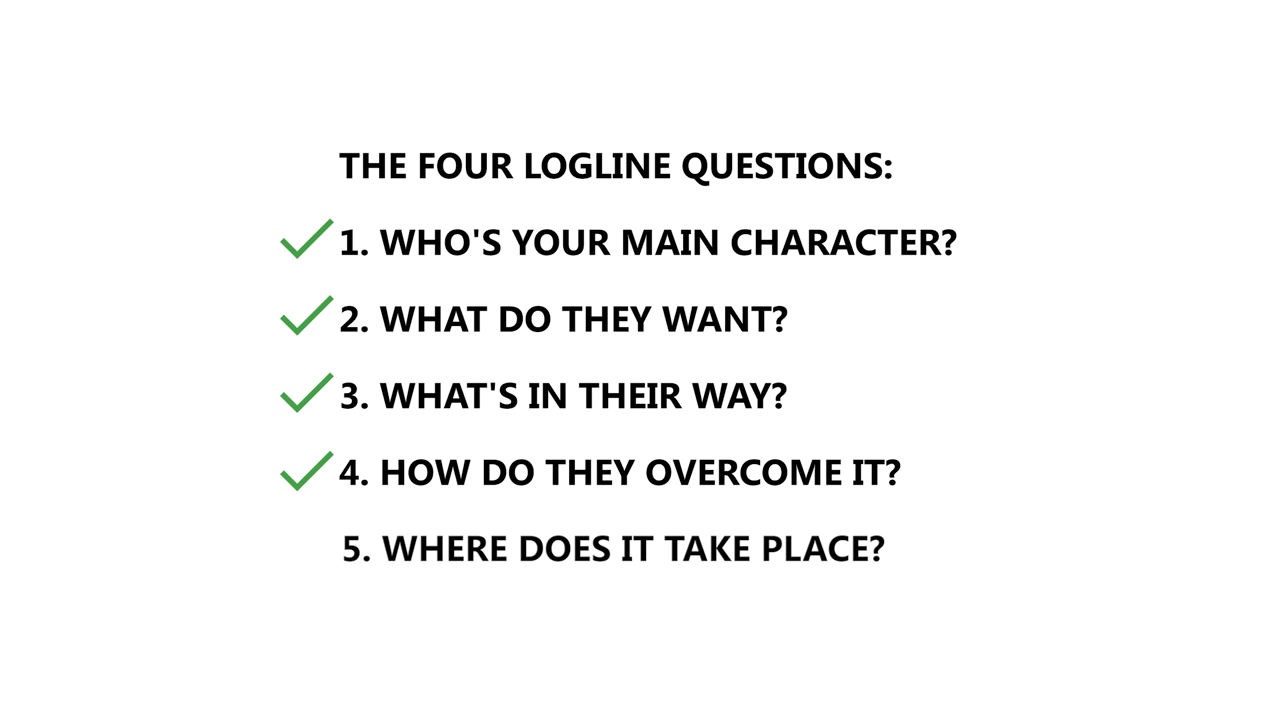 THE FOUR LOGLINE QUESTIONS:
1. WHO'S YOUR MAIN CHARACTER?
2. WHAT DO THEY WANT?
3. WHAT'S IN THEIR WAY?
4. HOW DO THEY OVERCOME IT?
5. WHERE DOES IT TAKE PLACE?